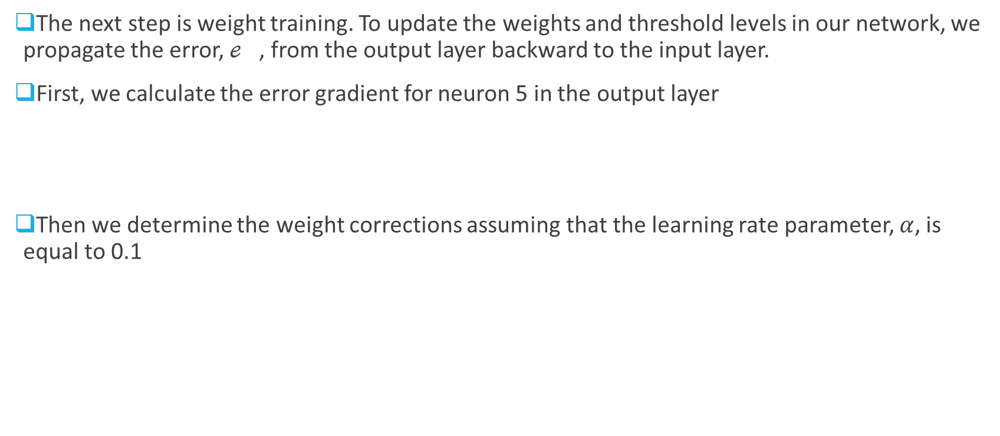 ❑The next step is weight training. To update the weights and threshold levels in our network, we
propagate the error, e , from the output layer backward to the input layer.
❑First, we calculate the error gradient for neuron 5 in the output layer
❑Then we determine the weight corrections assuming that the learning rate parameter, α, is
equal to 0.1